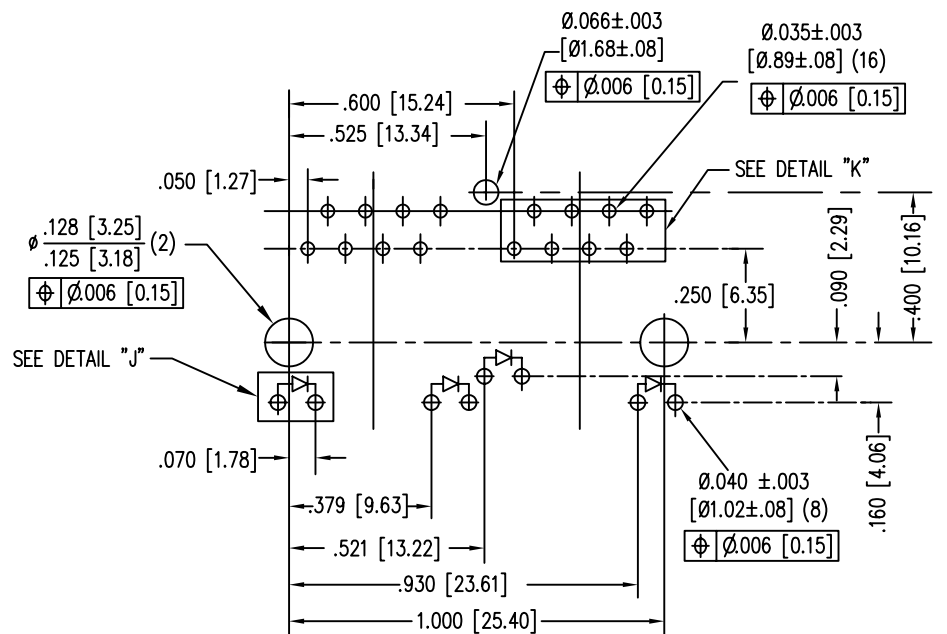 Ø.066±.003
[Ø1.68±.08]
⌖ Ø.006 [0.15]
Ø.035±.003
[Ø.89±.08] (16)
⌖ Ø.006 [0.15]
.600 [15.24]
.525 [13.34]
SEE DETAIL "K"
.050 [1.27]
ø .128 [3.25]
.125 [3.18] (2)
⌖ Ø.006 [0.15]
.250 [6.35]
.090 [2.29]
.400 [10.16]
SEE DETAIL "J"
.070 [1.78]
.379 [9.63]
.521 [13.22]
.930 [23.61]
1.000 [25.40]
Ø.040 ±.003
[Ø1.02±.08] (8)
⌖ Ø.006 [0.15]
.160 [4.06]